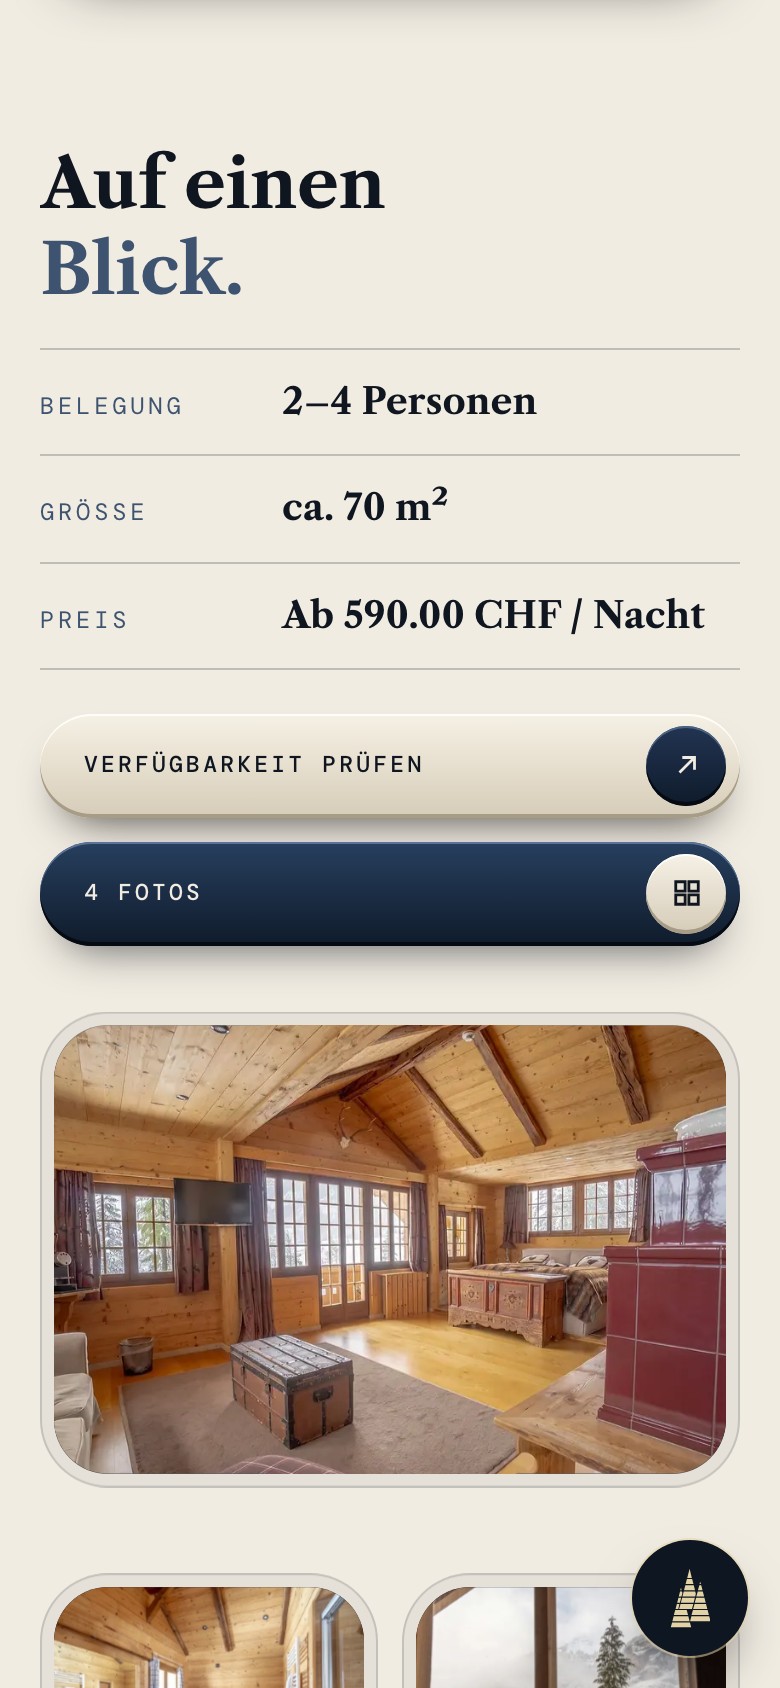 Auf einen
Blick.
BELEGUNG 2–4 Personen
GRÖSSE ca. 70 m²
PREIS Ab 590.00 CHF / Nacht
VERFÜGBARKEIT PRÜFEN
4 FOTOS